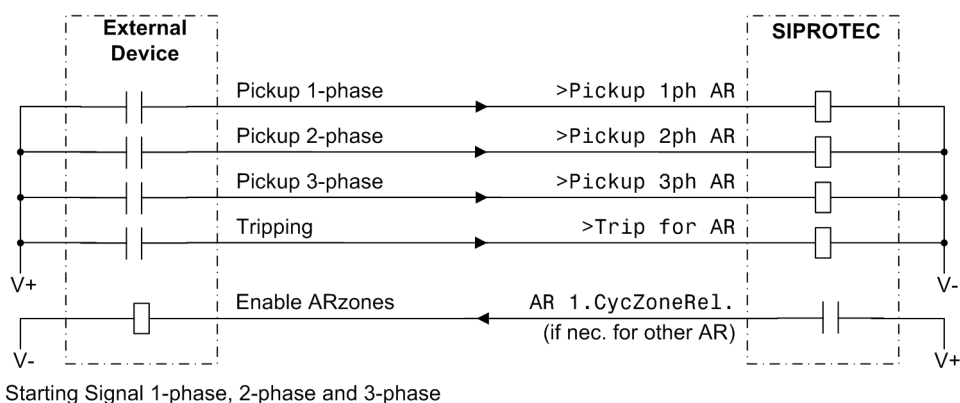 External
Device
SIPROTEC
Pickup 1-phase
>Pickup 1ph AR
Pickup 2-phase
>Pickup 2ph AR
Pickup 3-phase
>Pickup 3ph AR
Tripping
>Trip for AR
V+
V-
Enable ARzones
AR 1.CycZoneRel.
(if nec. for other AR)
V-
V+
Starting Signal 1-phase, 2-phase and 3-phase